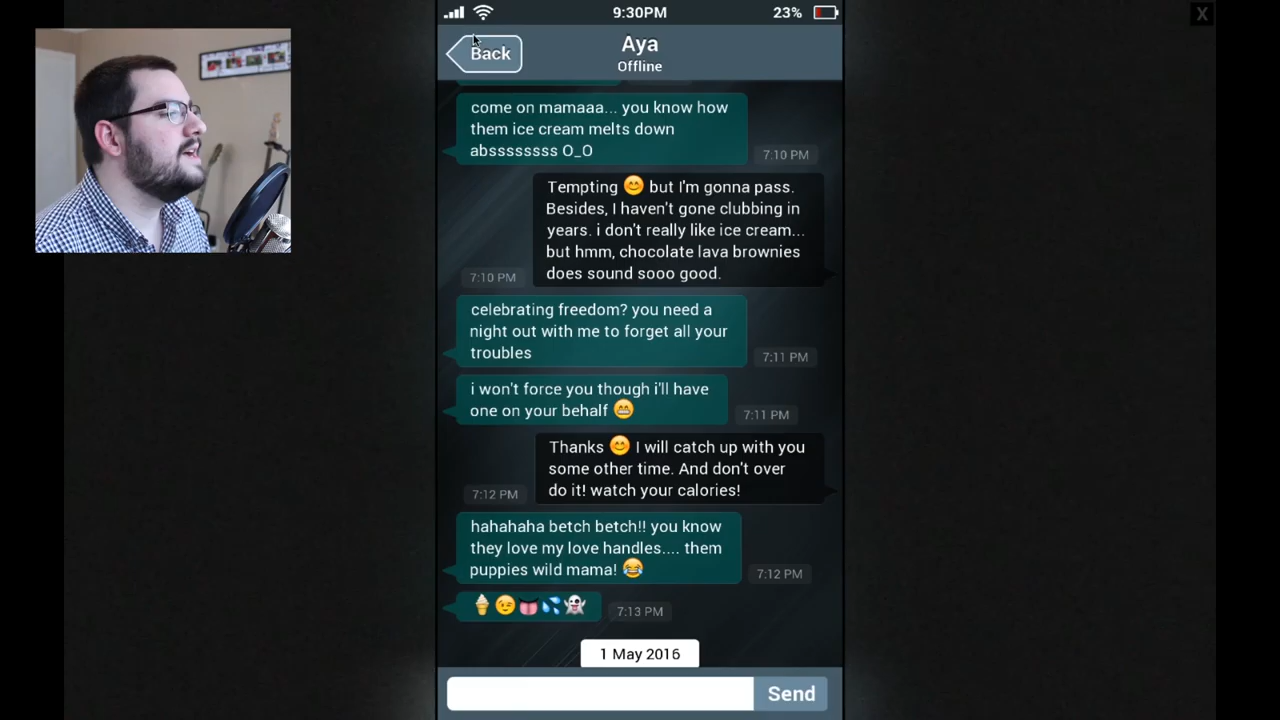 9:30PM
23%
X
Back
Aya
Offline
come on mamaaa... you know how
them ice cream melts down
abssssssss O_O
7:10 PM
Tempting 😊 but I'm gonna pass.
Besides, I haven't gone clubbing in
years. i don't really like ice cream...
but hmm, chocolate lava brownies
does sound sooo good.
7:10 PM
celebrating freedom? you need a
night out with me to forget all your
troubles
7:11 PM
i won't force you though i'll have
one on your behalf 😁
7:11 PM
Thanks 😊 I will catch up with you
some other time. And don't over
do it! watch your calories!
7:12 PM
hahahaha betch betch!! you know
they love my love handles.... them
puppies wild mama! 😂
7:12 PM
🍦😉👅💦👻
7:13 PM
1 May 2016
Send